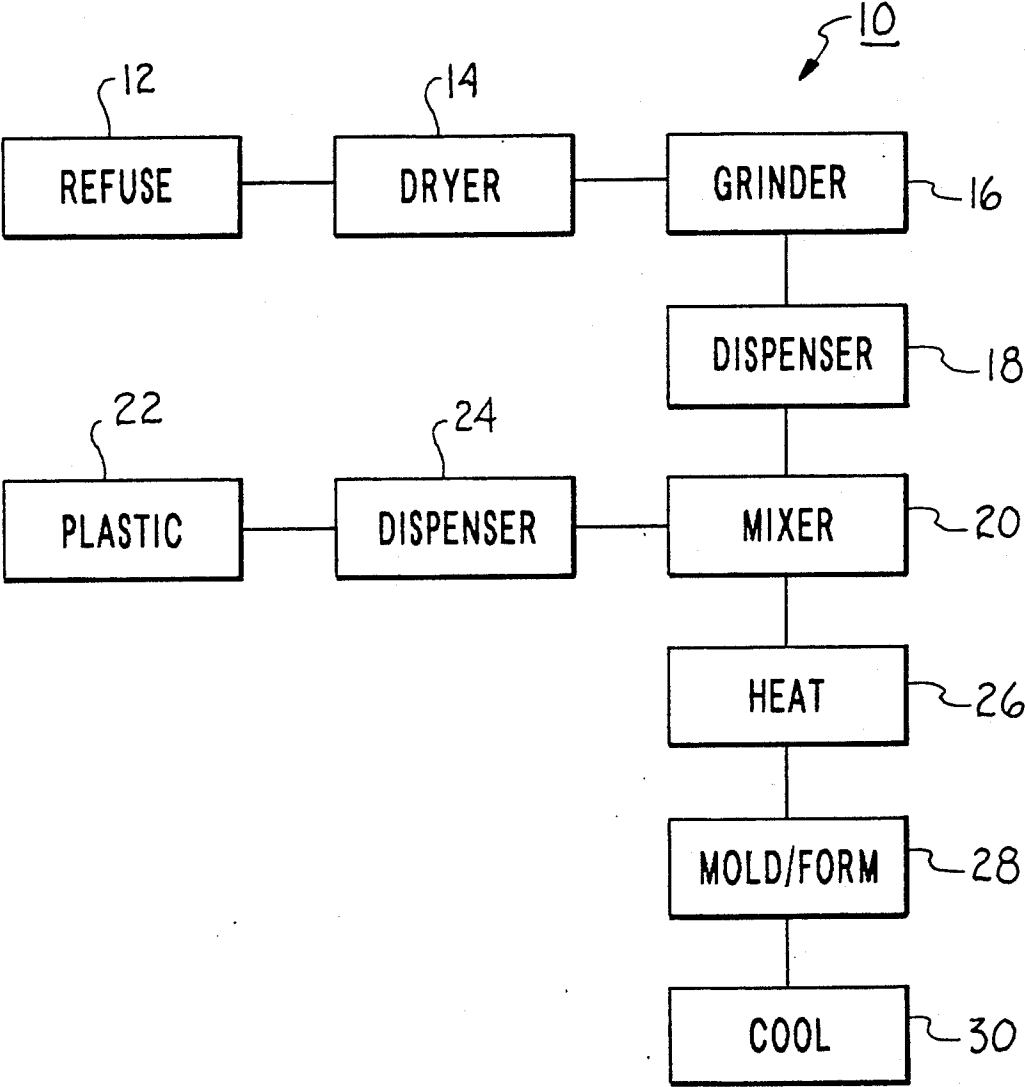 10
12
14
REFUSE
DRYER
GRINDER
16
DISPENSER
18
22
24
PLASTIC
DISPENSER
MIXER
20
HEAT
26
MOLD/FORM
28
COOL
30